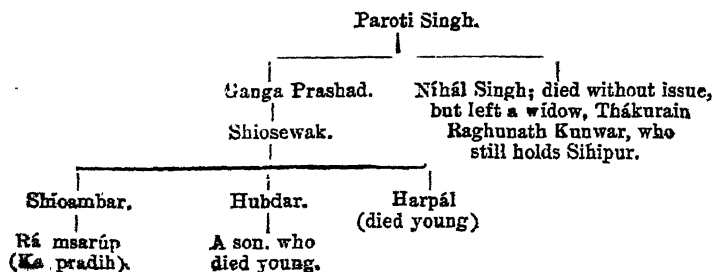 Paroti Singh.
Ganga Prashad.
Níhál Singh; died without issue,
but left a widow, Thákurain
Raghunath Kunwar, who
still holds Sihipur.
Shiosewak.
Shioambar.
Hubdar.
Harpál
(died young)
Rá msarúp
(Ka pradih).
A son. who
died young.